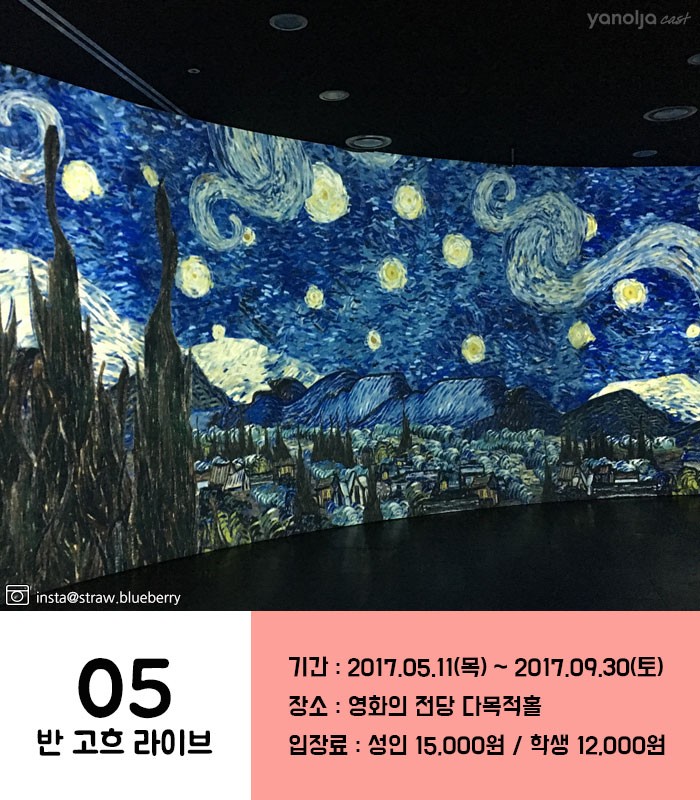 yanolja cast
insta@straw.blueberry
05
반 고흐 라이브
기간 : 2017.05.11(목) ~ 2017.09.30(토)
장소 : 영화의 전당 다목적홀
입장료 : 성인 15,000원 / 학생 12,000원